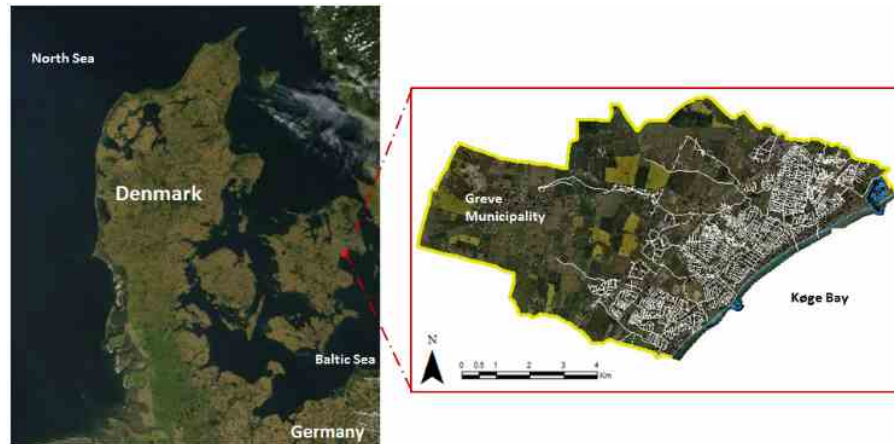 North Sea
Denmark
Baltic Sea
Germany
Greve
Municipality
Køge Bay
N
0 0.5 1 2 3 4
Km